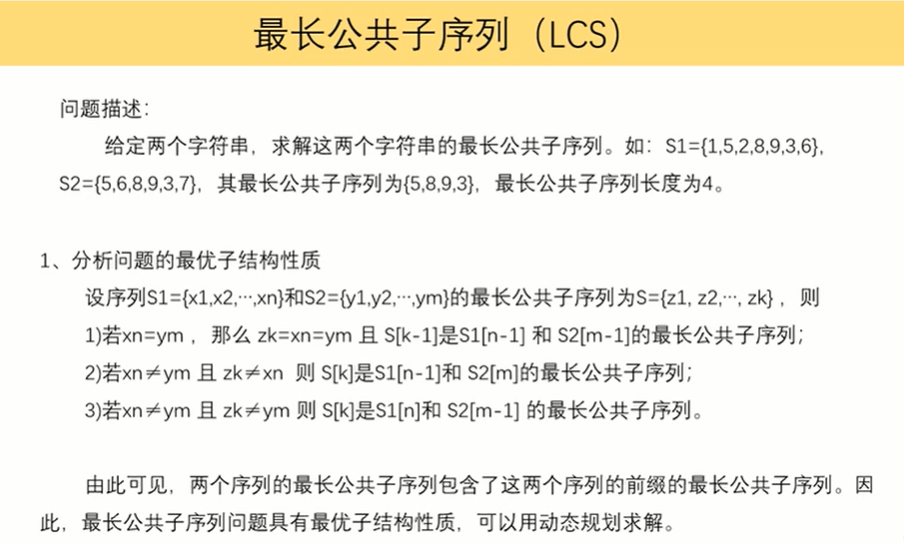 最长公共子序列（LCS）
问题描述：
给定两个字符串，求解这两个字符串的最长公共子序列。如：S1={1,5,2,8,9,3,6},
S2={5,6,8,9,3,7}，其最长公共子序列为{5,8,9,3}，最长公共子序列长度为4。
1、分析问题的最优子结构性质
设序列S1={x1,x2,···,xn}和S2={y1,y2,···,ym}的最长公共子序列为S={z1, z2,···, zk} ，则
1)若xn=ym ，那么 zk=xn=ym 且 S[k-1]是S1[n-1] 和 S2[m-1]的最长公共子序列；
2)若xn≠ym 且 zk≠xn 则 S[k]是S1[n-1]和 S2[m]的最长公共子序列；
3)若xn≠ym 且 zk≠ym 则 S[k]是S1[n]和 S2[m-1] 的最长公共子序列。
由此可见，两个序列的最长公共子序列包含了这两个序列的前缀的最长公共子序列。因
此，最长公共子序列问题具有最优子结构性质，可以用动态规划求解。